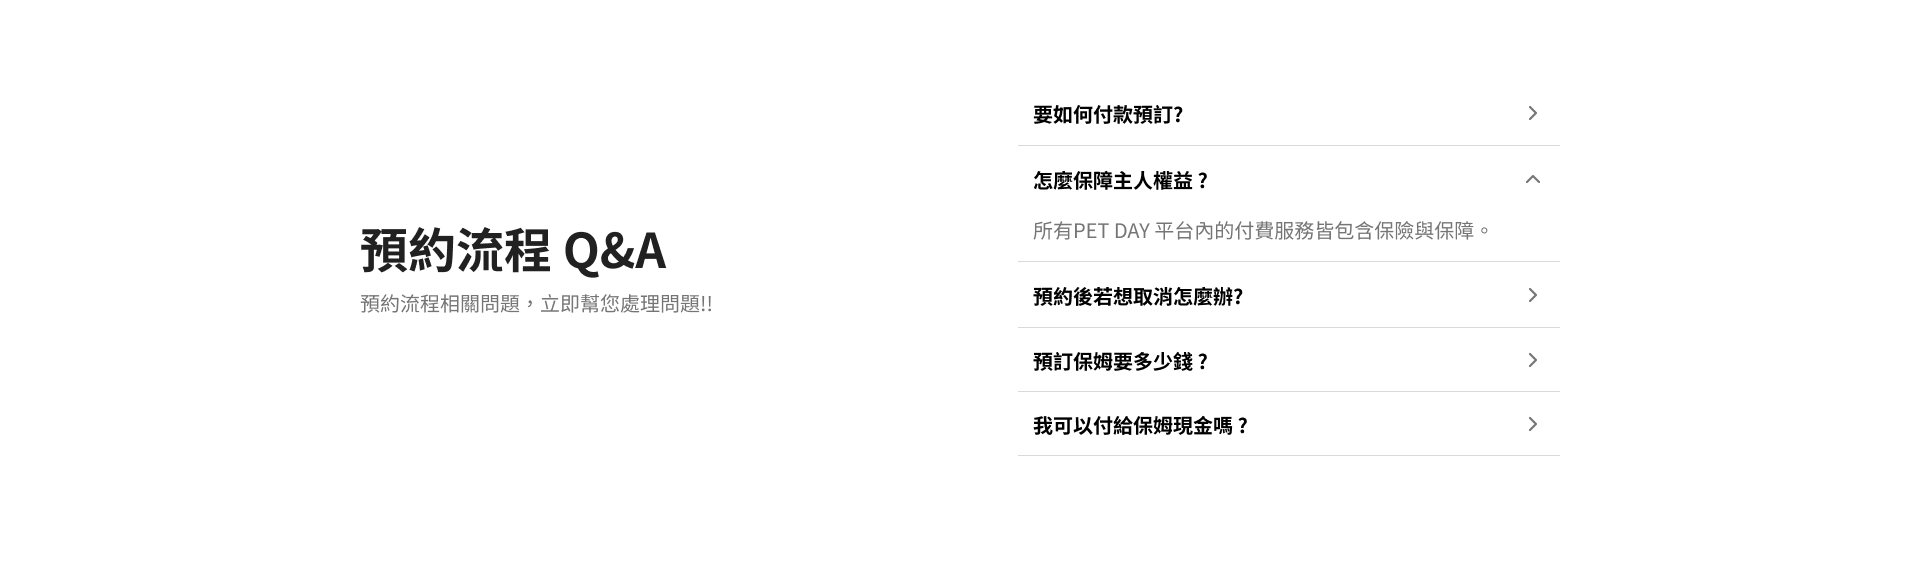 預約流程 Q&A
預約流程相關問題，立即幫您處理問題!!
要如何付款預訂?
怎麼保障主人權益 ?
所有PET DAY 平台內的付費服務皆包含保險與保障。
預約後若想取消怎麼辦?
預訂保姆要多少錢 ?
我可以付給保姆現金嗎 ?